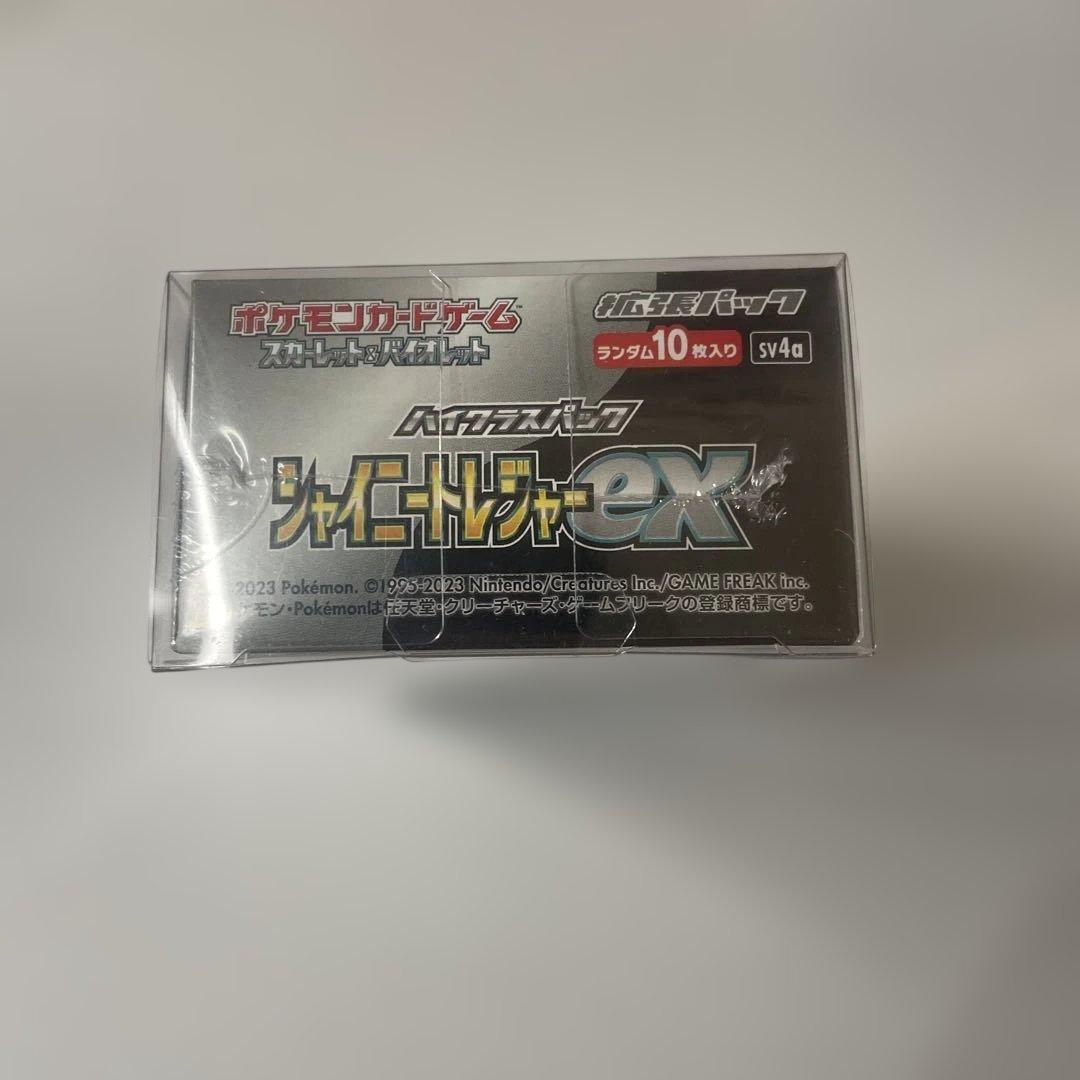 ポケモンカードゲーム
スカーレット&バイオレット
拡張パック
ランダム10枚入り sv4a
ハイクラスパック
シャイニートレジャーex
2023 Pokémon. ©1995-2023 Nintendo/Creatures Inc./GAME FREAK inc.
ケモン・Pokémonは任天堂・クリーチャーズ・ゲームフリークの登録商標です。